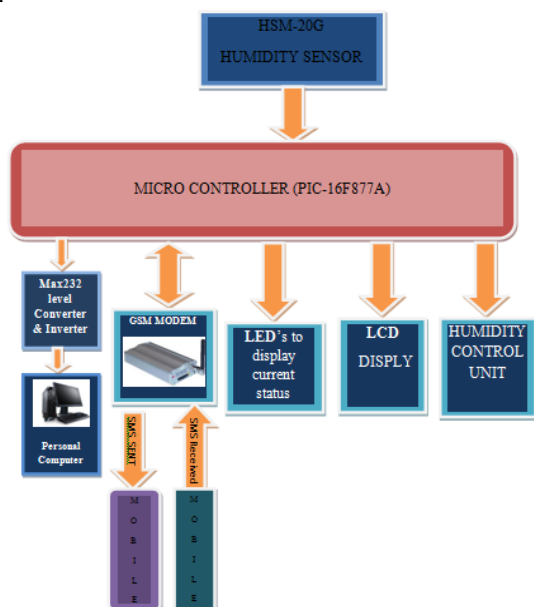 HSM-20G
HUMIDITY SENSOR
MICRO CONTROLLER (PIC-16F877A)
Max232
level
Converter
& Inverter
GSM MODEM
LED's to
display
current
status
LCD
DISPLY
HUMIDITY
CONTROL
UNIT
Personal
Computer
SMS SENT
SMS Received
M
O
B
I
L
E
M
O
B
I
L
E